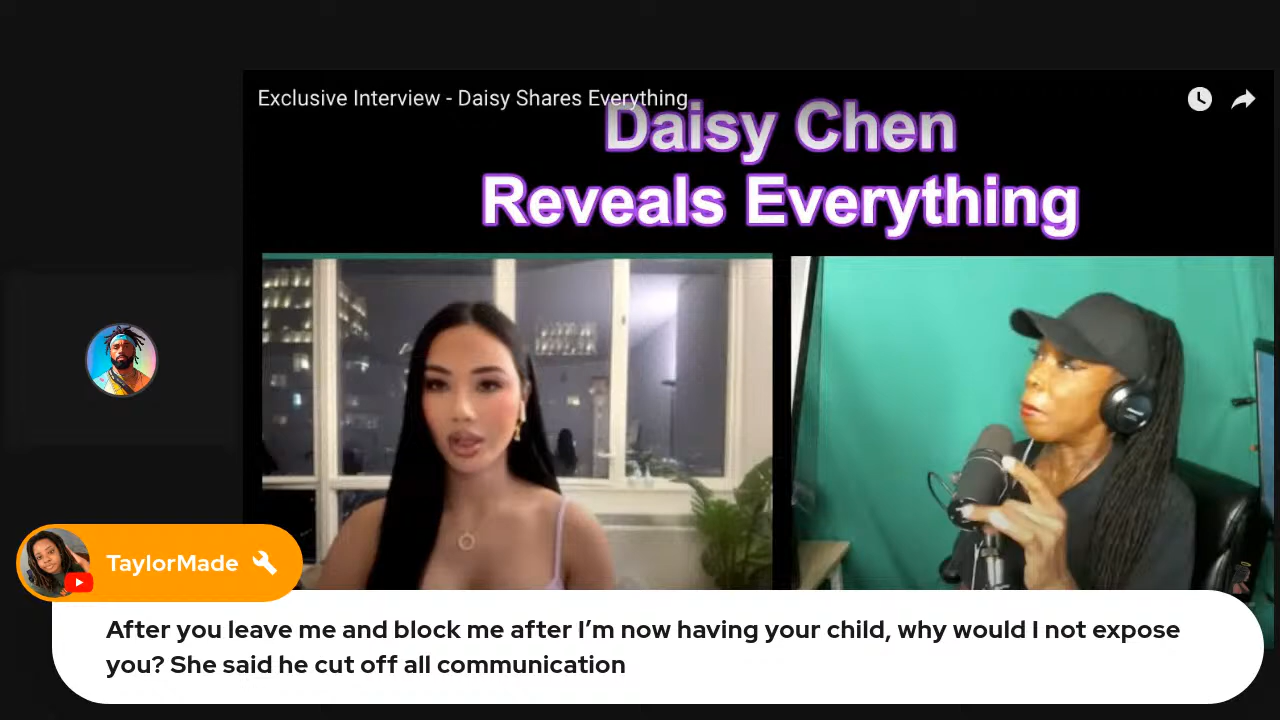 Exclusive Interview - Daisy Shares Everything
Daisy Chen
Reveals Everything
TaylorMade
After you leave me and block me after I’m now having your child, why would I not expose
you? She said he cut off all communication